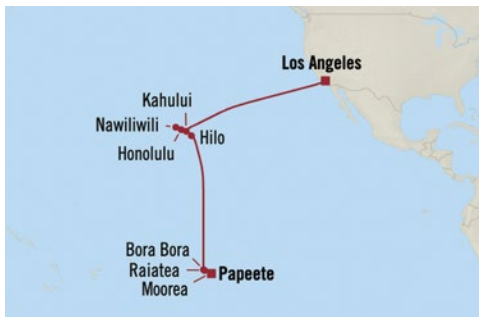 Los Angeles
Kahului
Nawiliwili
Hilo
Honolulu
Bora Bora
Raiatea
Papeete
Moorea